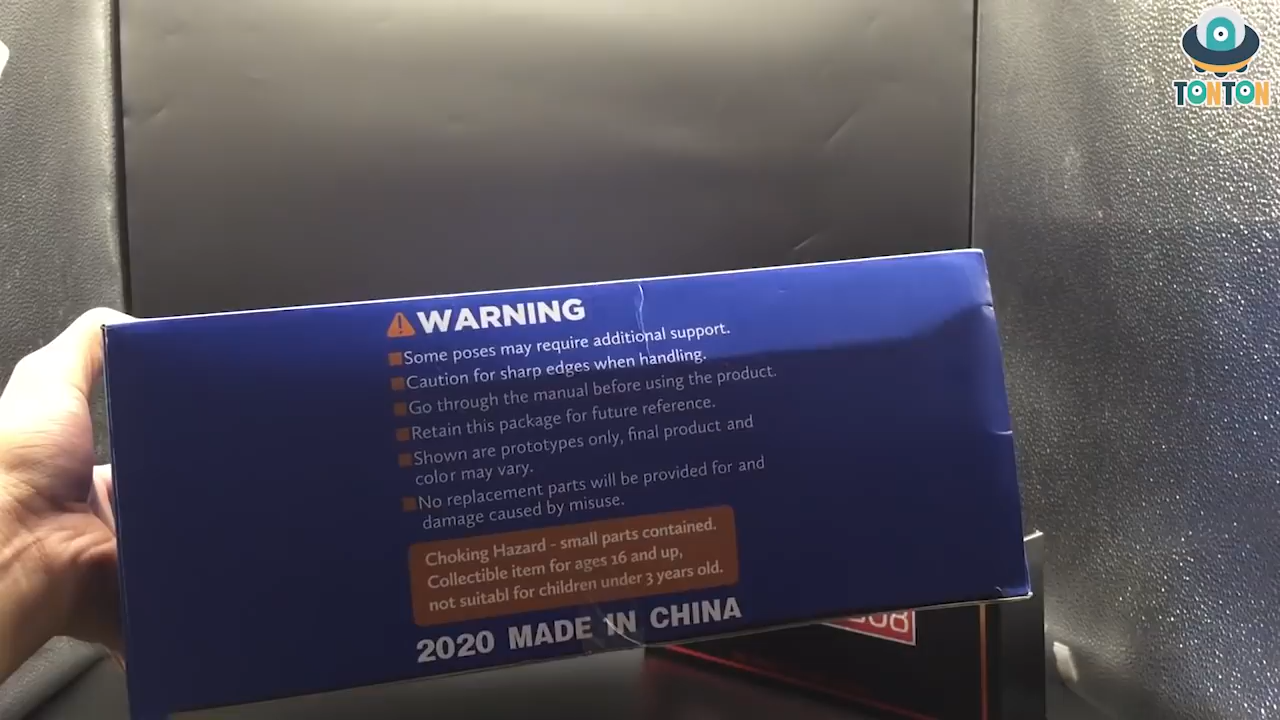 TONTON
WARNING
Some poses may require additional support.
Caution for sharp edges when handling.
Go through the manual before using the product.
Retain this package for future reference.
Shown are prototypes only, final product and
color may vary.
No replacement parts will be provided for and
damage caused by misuse.
Choking Hazard - small parts contained.
Collectible item for ages 16 and up,
not suitabl for children under 3 years old.
2020 MADE IN CHINA